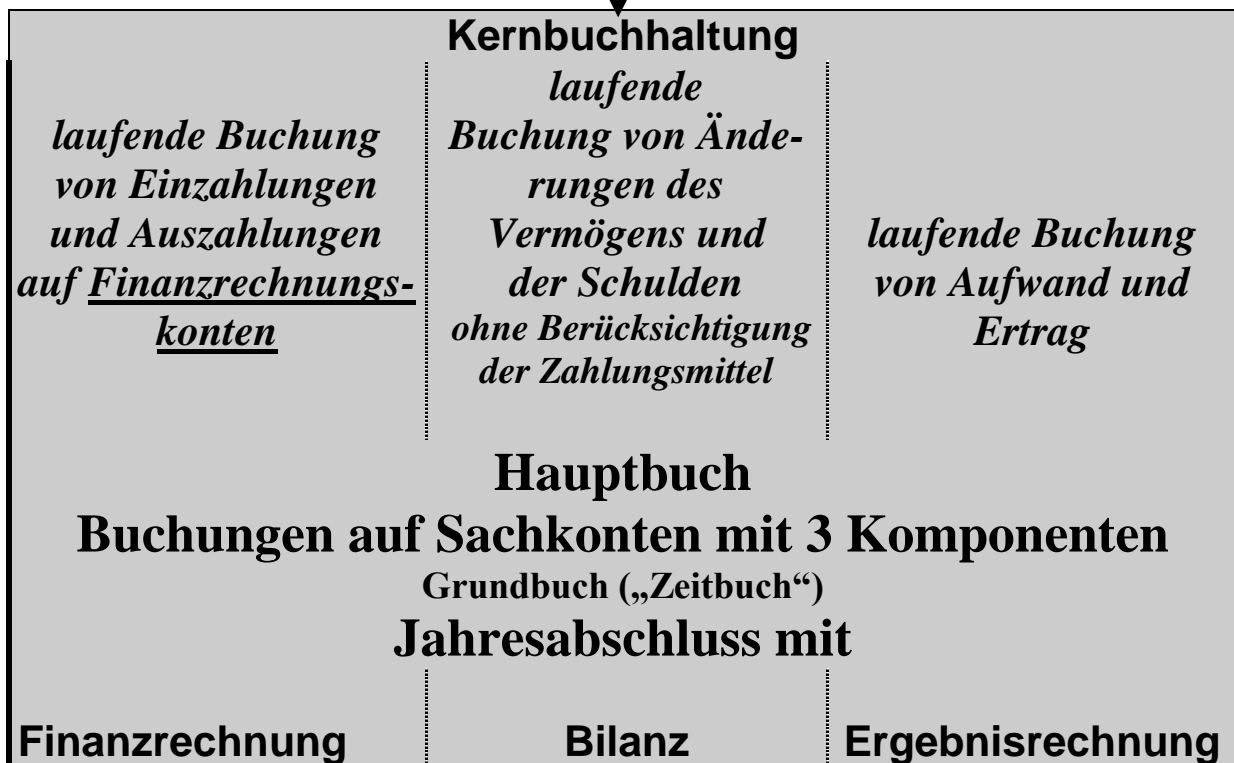 Kernbuchhaltung
laufende Buchung
von Einzahlungen
und Auszahlungen
auf Finanzrechnungs-
konten
laufende
Buchung von Ände-
rungen des
Vermögens und
der Schulden
ohne Berücksichtigung
der Zahlungsmittel
laufende Buchung
von Aufwand und
Ertrag
Hauptbuch
Buchungen auf Sachkonten mit 3 Komponenten
Grundbuch („Zeitbuch“)
Jahresabschluss mit
Finanzrechnung
Bilanz
Ergebnisrechnung